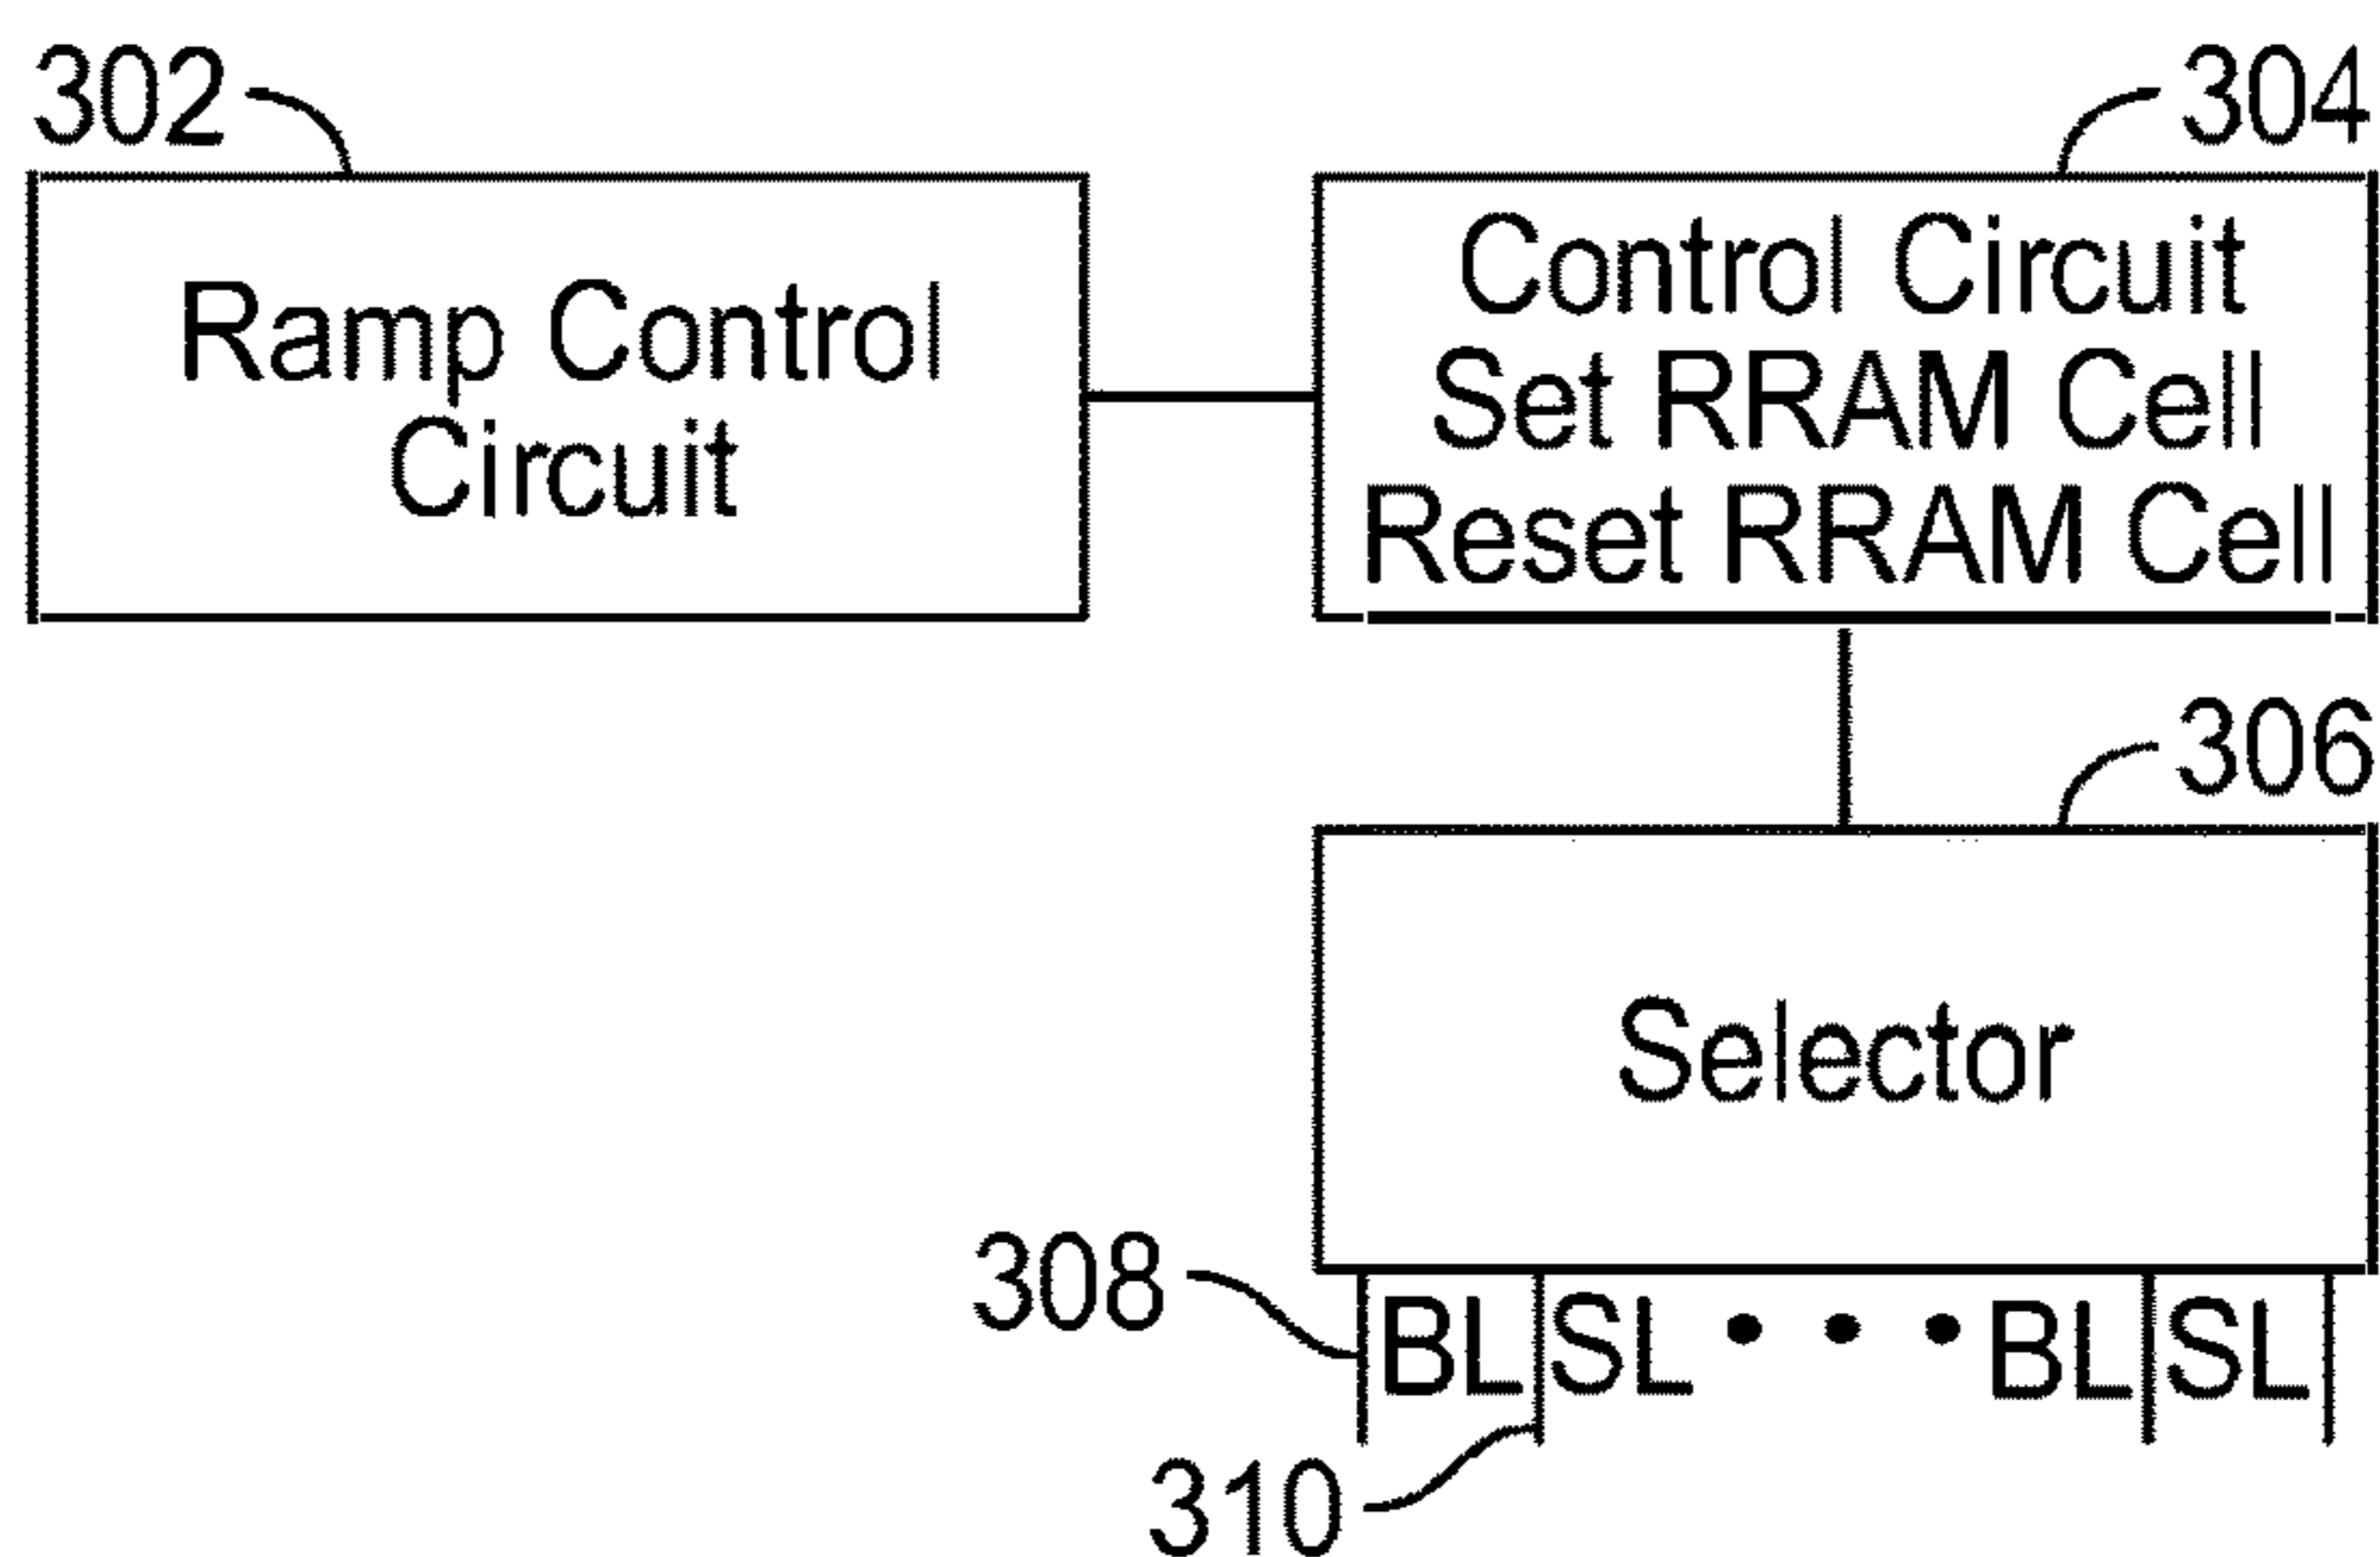 302
304
Ramp Control
Circuit
Control Circuit
Set RRAM Cell
Reset RRAM Cell
306
Selector
308
BL SL • • • BL SL
310